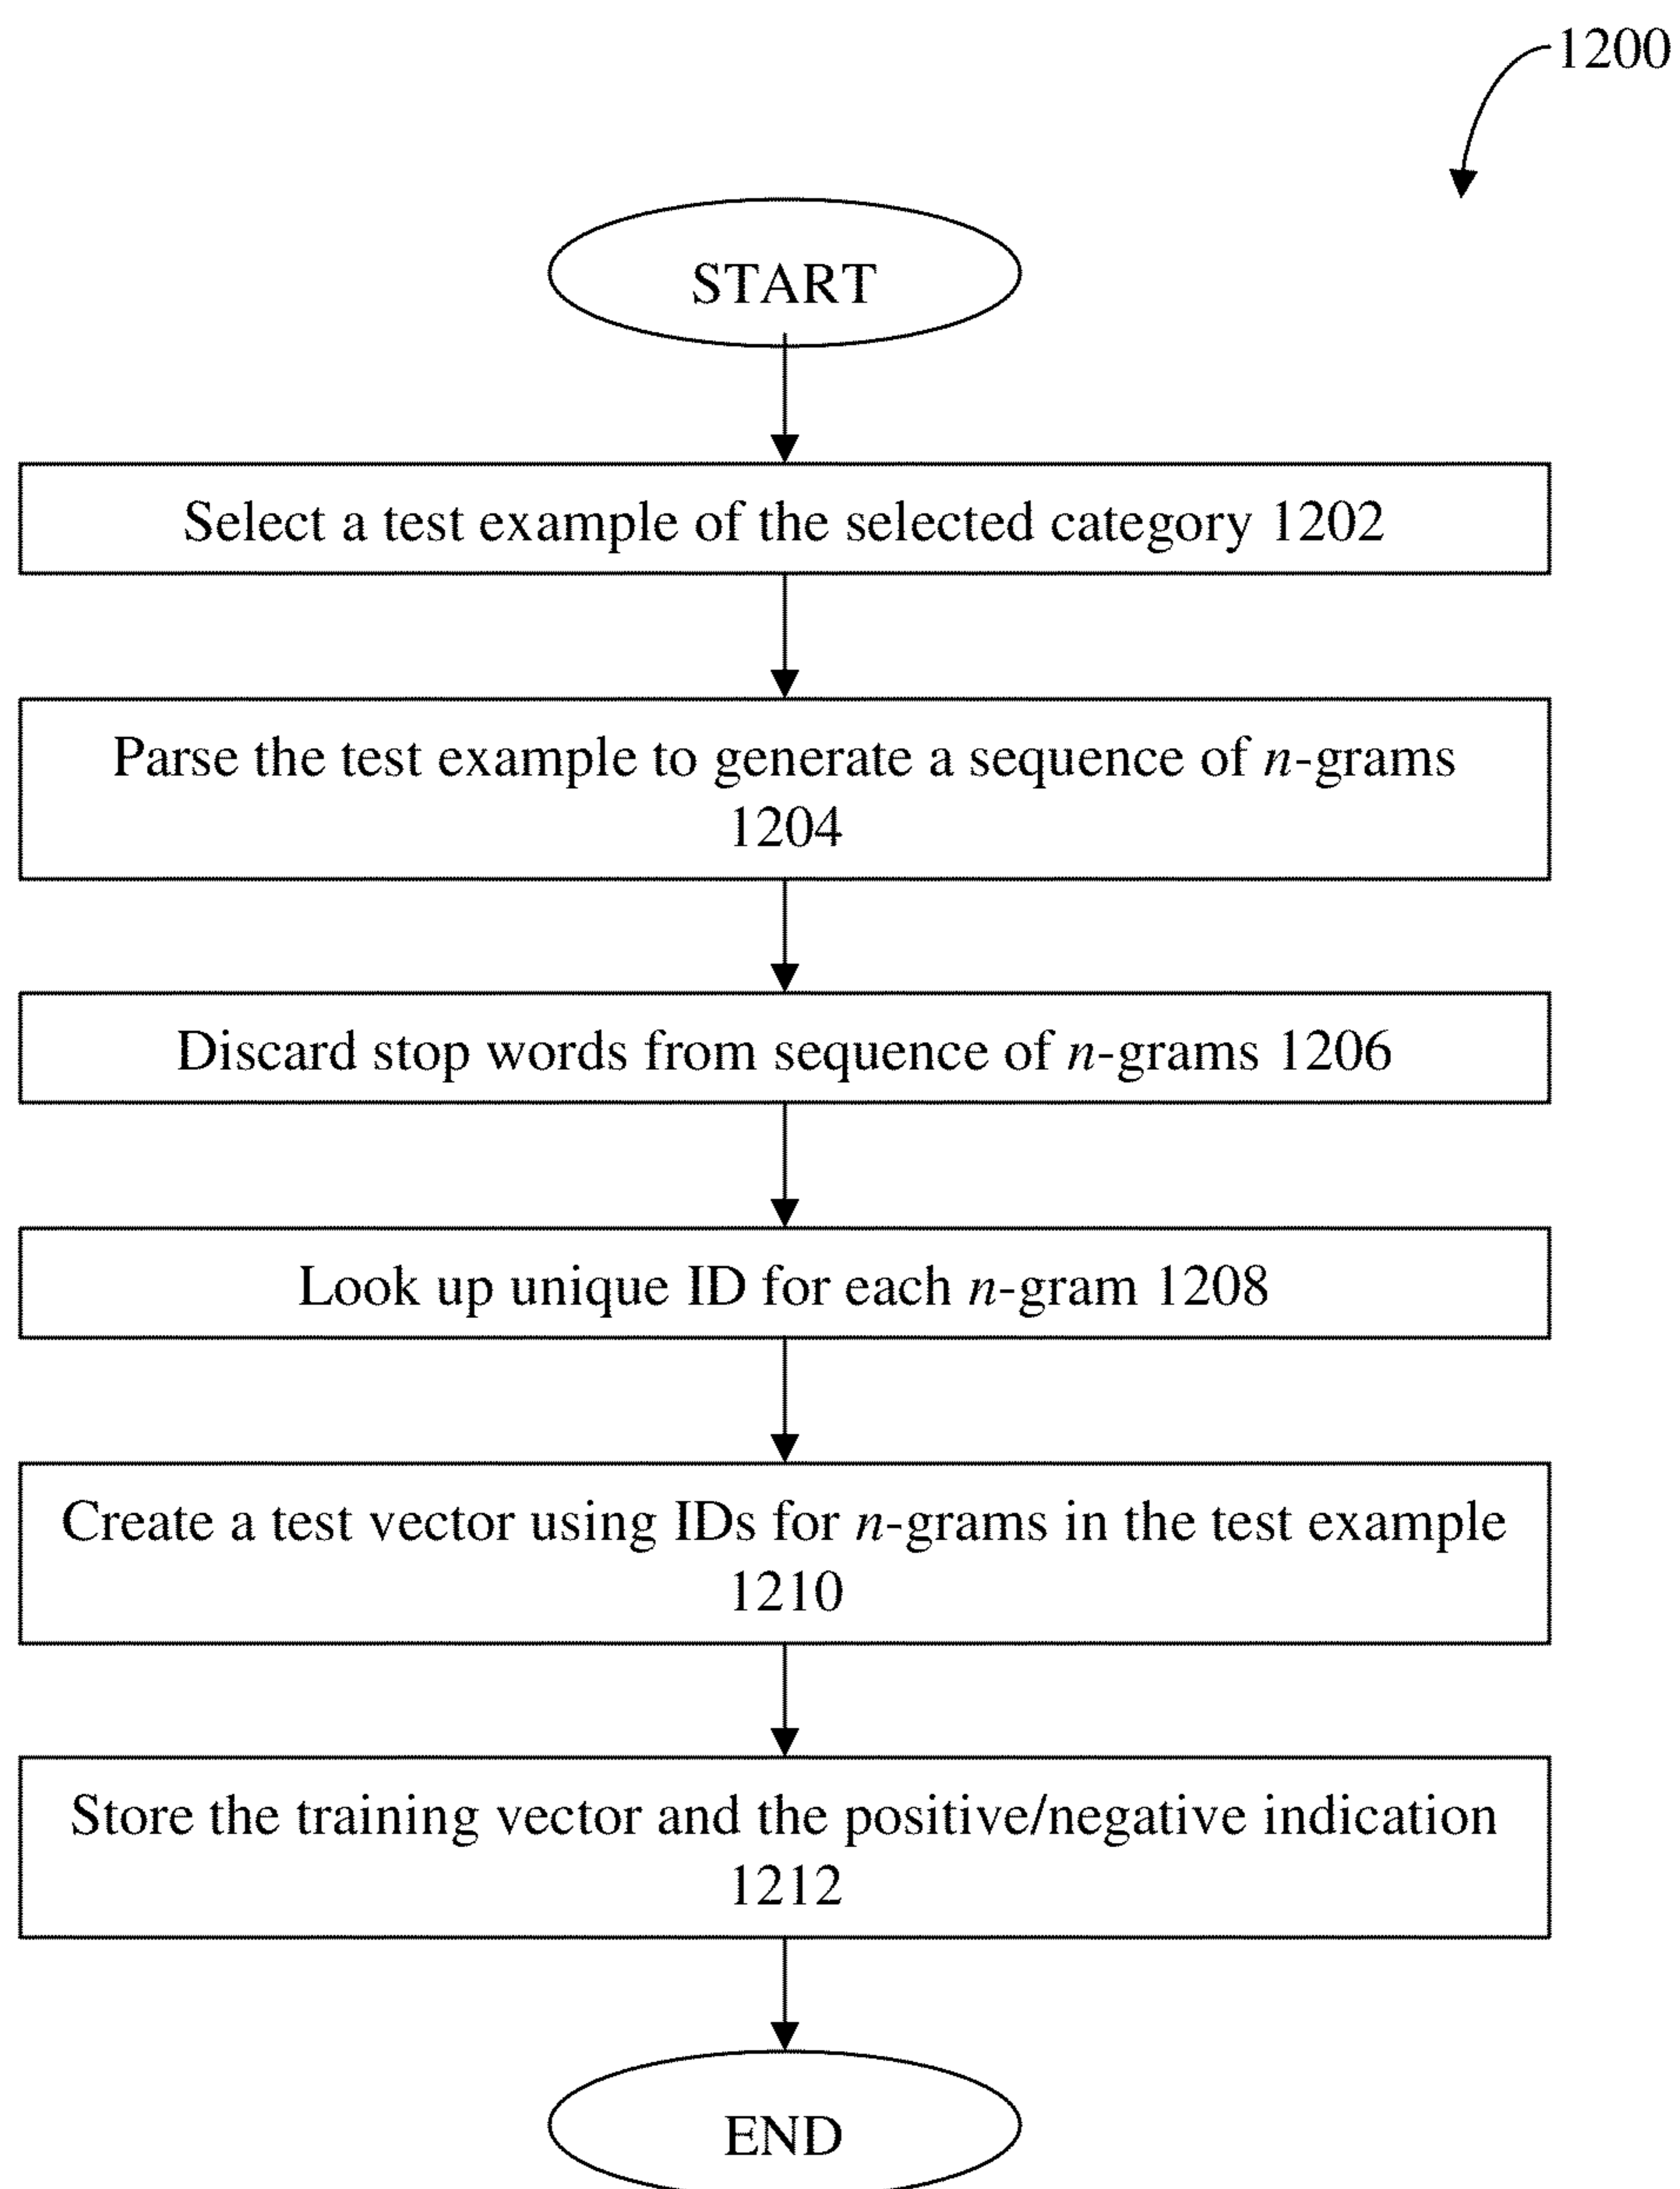 1200
START
Select a test example of the selected category 1202
Parse the test example to generate a sequence of n-grams
1204
Discard stop words from sequence of n-grams 1206
Look up unique ID for each n-gram 1208
Create a test vector using IDs for n-grams in the test example
1210
Store the training vector and the positive/negative indication
1212
END